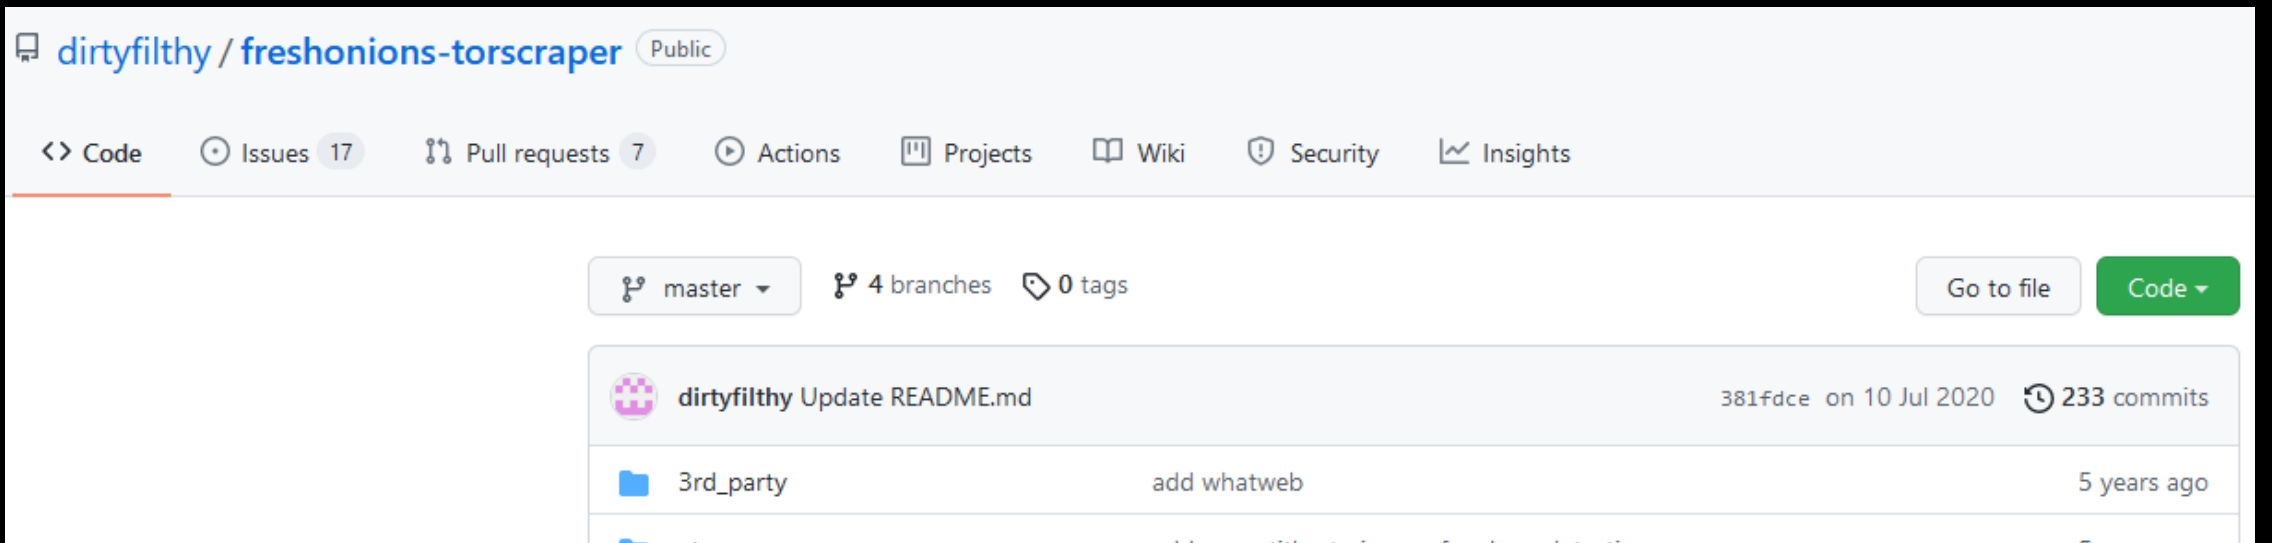 dirtyfilthy / freshonions-torscraper Public
Code Issues 17 Pull requests 7 Actions Projects Wiki Security Insights
master 4 branches 0 tags Go to file Code
dirtyfilthy Update README.md 381fdce on 10 Jul 2020 233 commits
3rd_party add whatweb 5 years ago